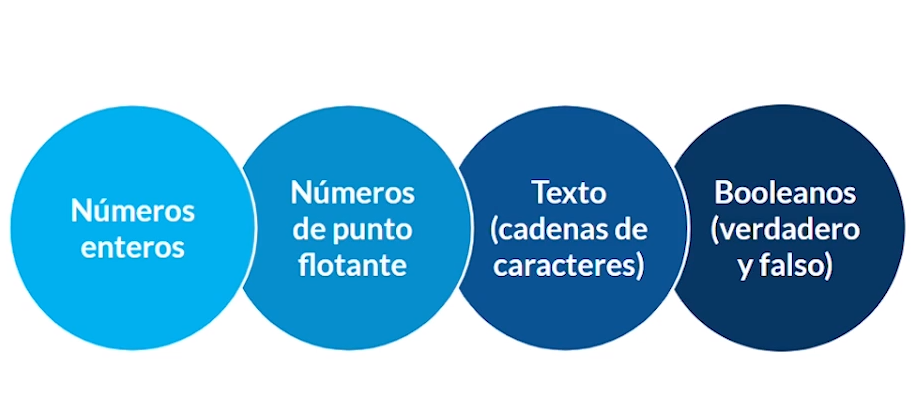 Números
enteros
Números
de punto
flotante
Texto
(cadenas de
caracteres)
Booleanos
(verdadero
y falso)